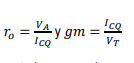 r_o = V_A / I_CQ y gm = I_CQ / V_T